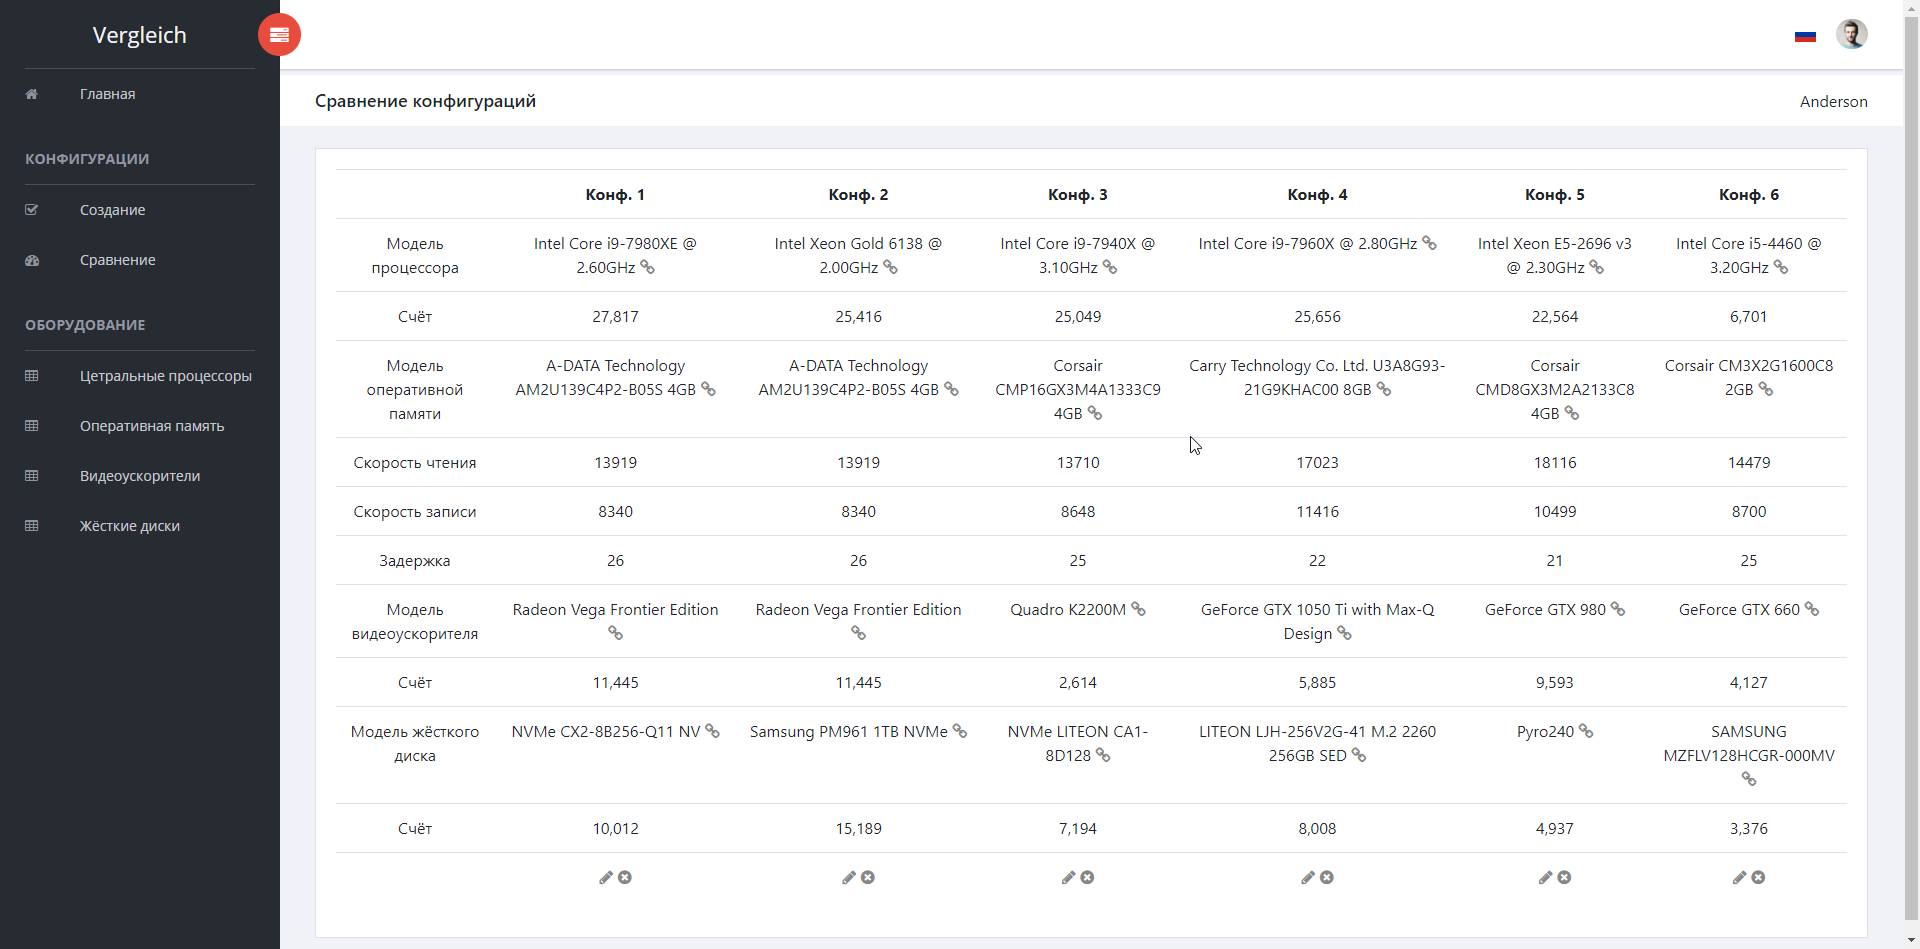 Vergleich
Главная
КОНФИГУРАЦИИ
Создание
Сравнение
ОБОРУДОВАНИЕ
Цетральные процессоры
Оперативная память
Видеоускорители
Жёсткие диски
Сравнение конфигураций
Anderson
Конф. 1 Конф. 2 Конф. 3 Конф. 4 Конф. 5 Конф. 6
Модель Intel Core i9-7980XE @ Intel Xeon Gold 6138 @ Intel Core i9-7940X @ Intel Core i9-7960X @ 2.80GHz Intel Xeon E5-2696 v3 Intel Core i5-4460 @
процессора 2.60GHz 2.00GHz 3.10GHz @ 2.30GHz 3.20GHz
Счёт 27,817 25,416 25,049 25,656 22,564 6,701
Модель A-DATA Technology A-DATA Technology Corsair Carry Technology Co. Ltd. U3A8G93- Corsair Corsair CM3X2G1600C8
оперативной AM2U139C4P2-B05S 4GB AM2U139C4P2-B05S 4GB CMP16GX3M4A1333C9 21G9KHAC00 8GB CMD8GX3M2A2133C8 2GB
памяти 4GB 4GB
Скорость чтения 13919 13919 13710 17023 18116 14479
Скорость записи 8340 8340 8648 11416 10499 8700
Задержка 26 26 25 22 21 25
Модель Radeon Vega Frontier Edition Radeon Vega Frontier Edition Quadro K2200M GeForce GTX 1050 Ti with Max-Q GeForce GTX 980 GeForce GTX 660
видеоускорителя Design
Счёт 11,445 11,445 2,614 5,885 9,593 4,127
Модель жёсткого NVMe CX2-8B256-Q11 NV Samsung PM961 1TB NVMe NVMe LITEON CA1- LITEON LJH-256V2G-41 M.2 2260 Pyro240 SAMSUNG
диска 8D128 256GB SED MZFLV128HCGR-000MV
Счёт 10,012 15,189 7,194 8,008 4,937 3,376